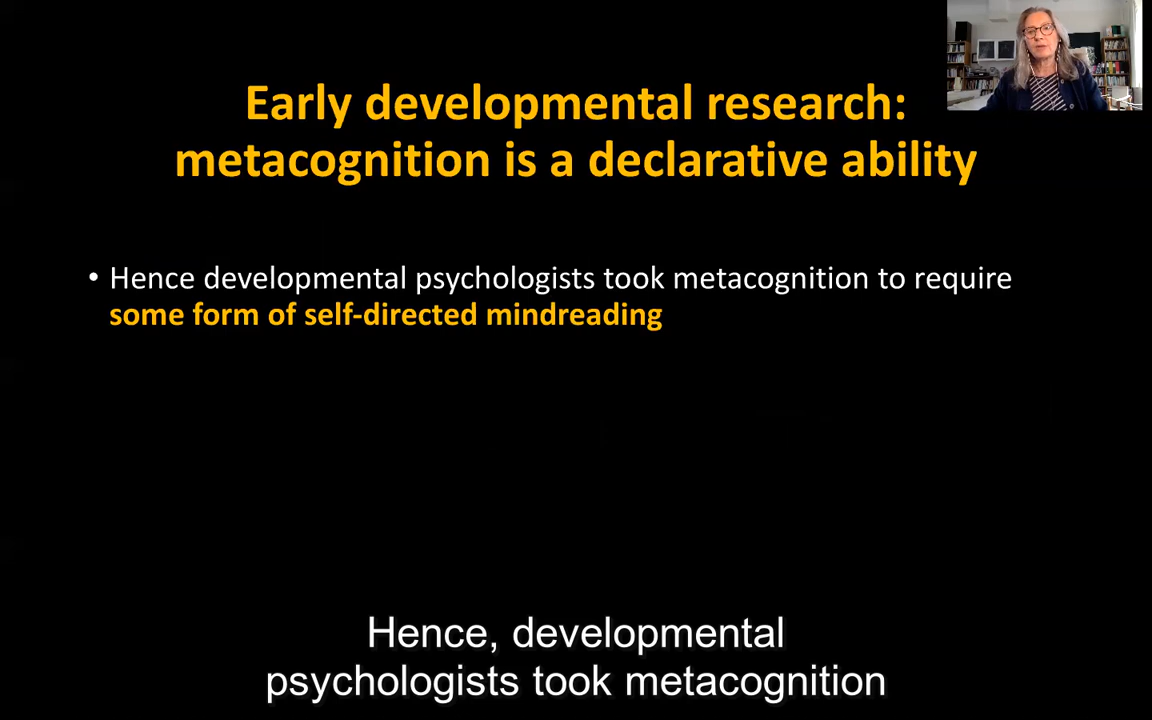 Early developmental research:
metacognition is a declarative ability
• Hence developmental psychologists took metacognition to require
some form of self-directed mindreading
Hence, developmental
psychologists took metacognition